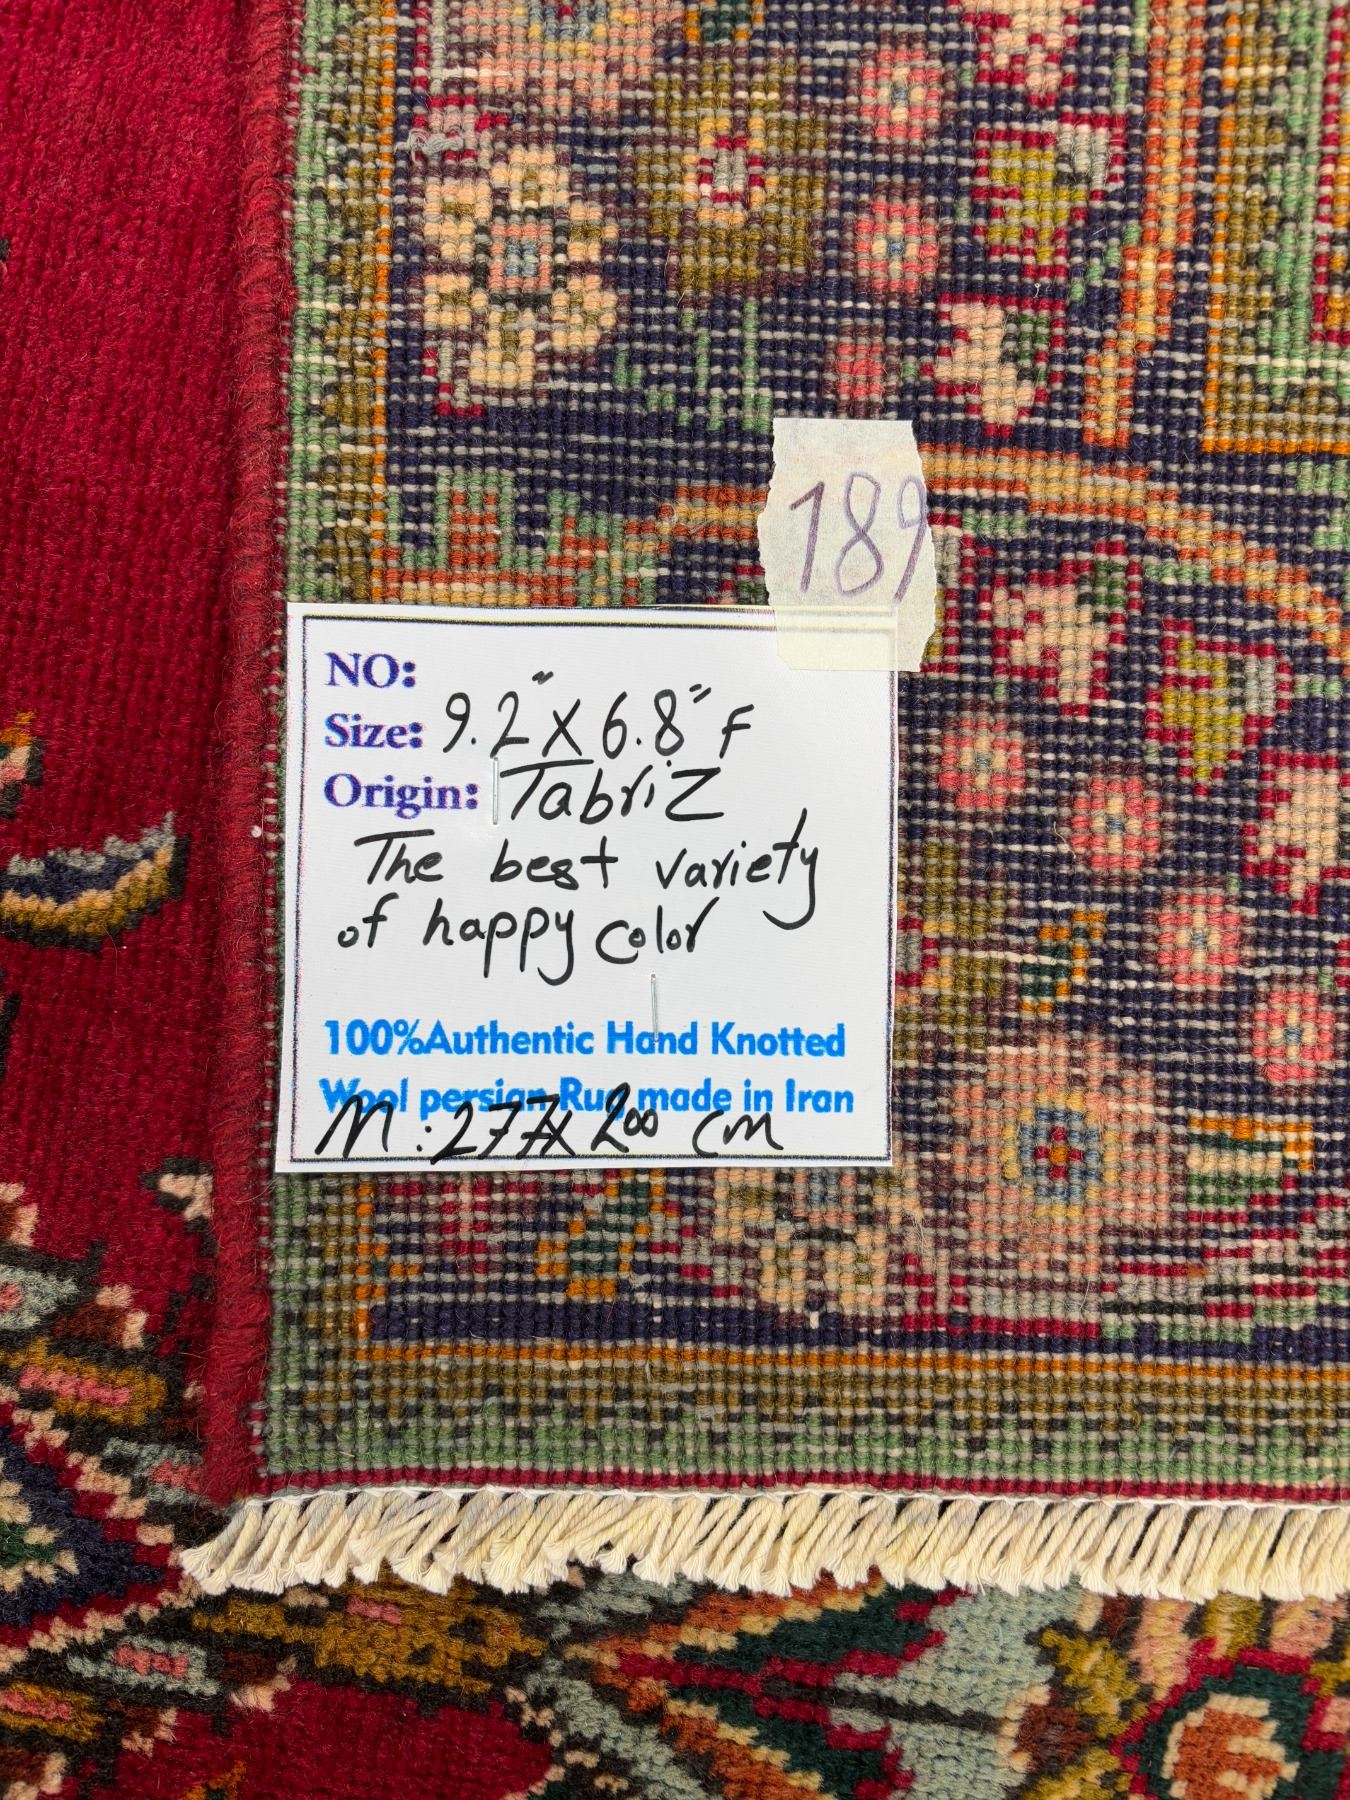 189
NO:
Size: 9.2" X 6.8" F
Origin: Tabriz
The best variety
of happy color
100%Authentic Hand Knotted
Wool persian Rug made in Iran
M: 277X200 cm